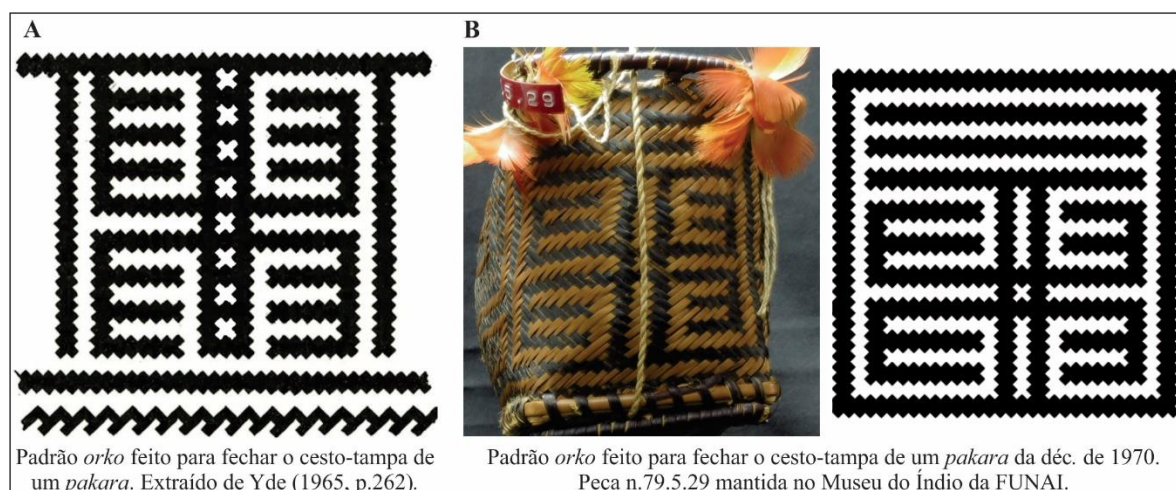 A
B
5.29
Padrão orko feito para fechar o cesto-tampa de
um pakara. Extraído de Yde (1965, p.262).
Padrão orko feito para fechar o cesto-tampa de um pakara da déc. de 1970.
Peça n.79.5.29 mantida no Museu do Índio da FUNAI.